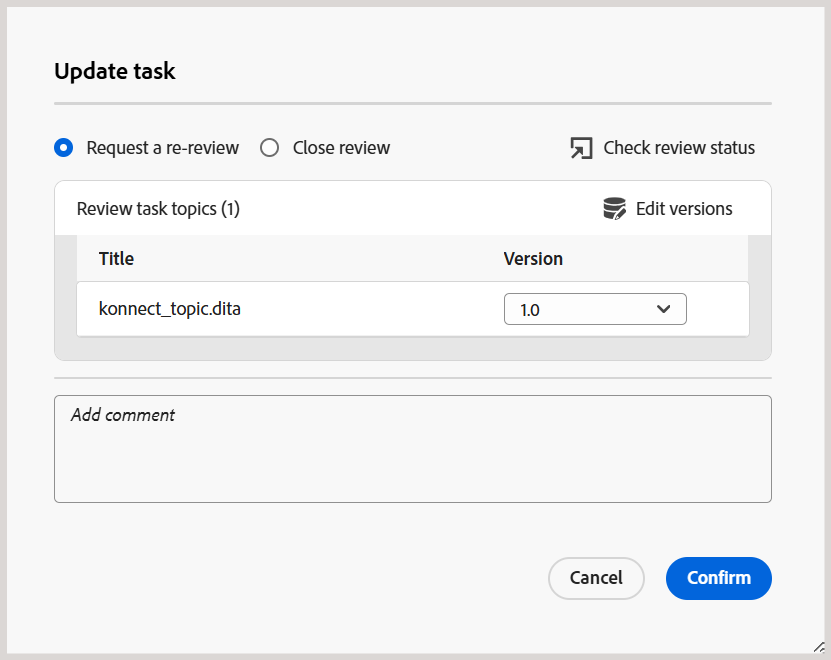 Update task
Request a re-review Close review Check review status
Review task topics (1) Edit versions
Title Version
konnect_topic.dita 1.0
Add comment
Cancel Confirm